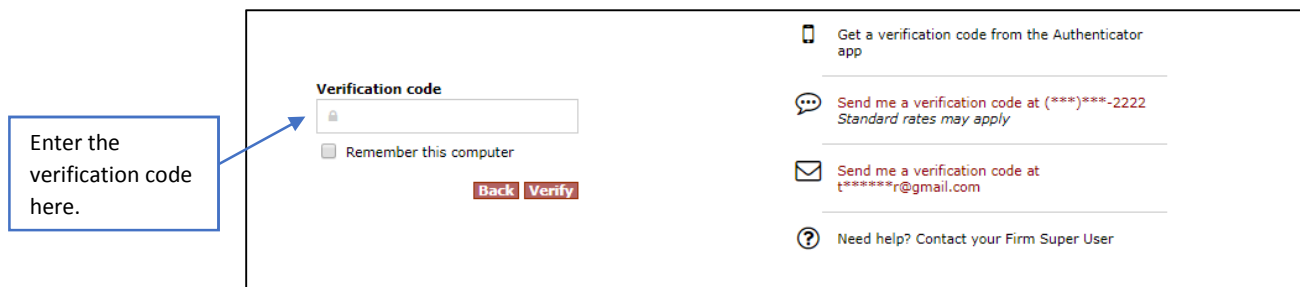 Enter the
verification code
here.
Verification code
Remember this computer
Back Verify
Get a verification code from the Authenticator
app
Send me a verification code at (***)***-2222
Standard rates may apply
Send me a verification code at
t******r@gmail.com
Need help? Contact your Firm Super User